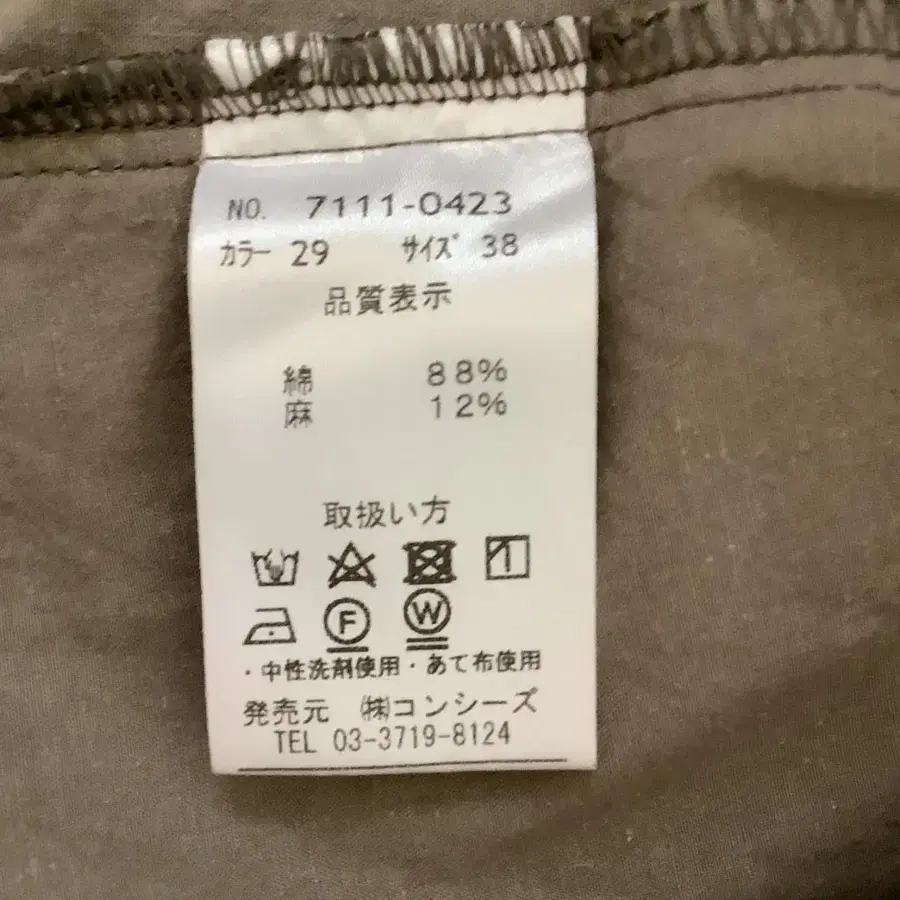 NO. 7111-0423
ｶﾗｰ 29 ｻｲｽﾞ 38
品質表示
綿 88%
麻 12%
取扱い方
F W
・中性洗剤使用・あて布使用
発売元 ㈱コンシーズ
TEL 03-3719-8124